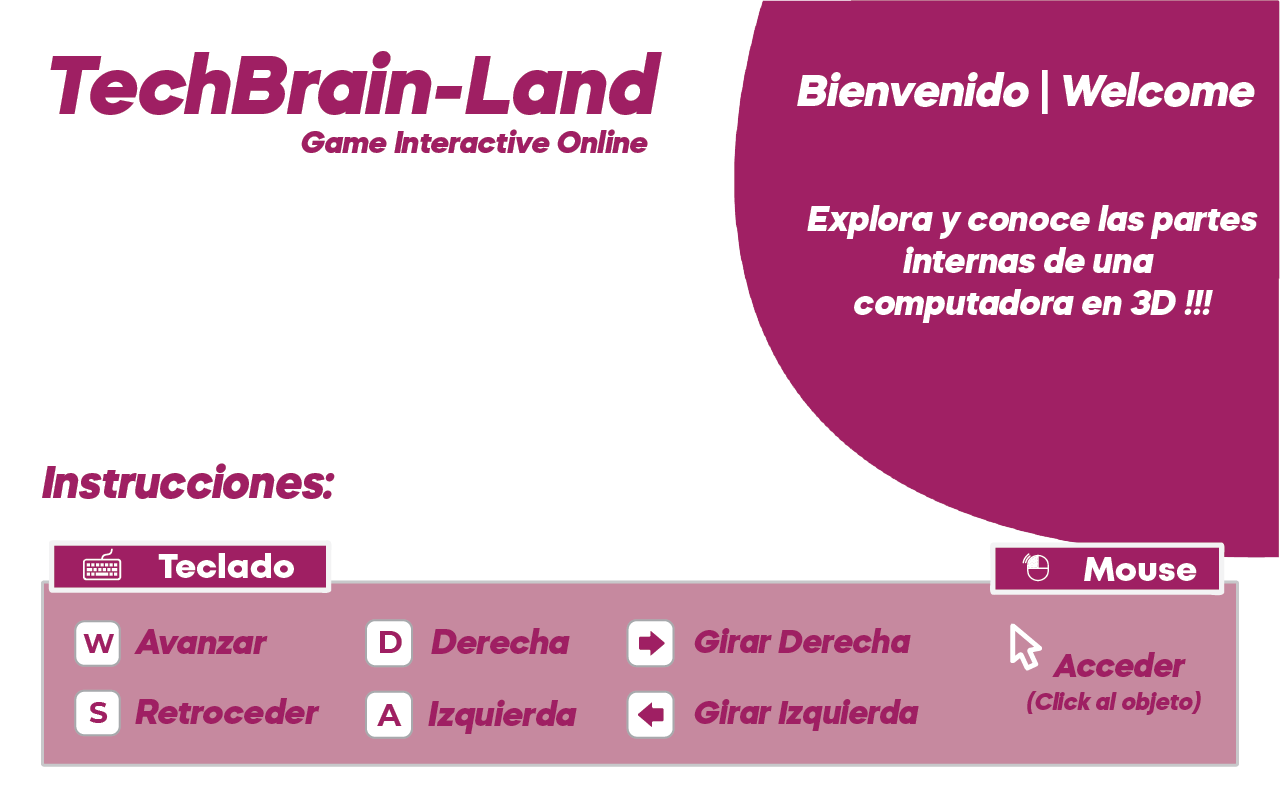 TechBrain-Land
Game Interactive Online
Bienvenido | Welcome
Explora y conoce las partes
internas de una
computadora en 3D !!!
Instrucciones:
Teclado
Mouse
W Avanzar
D Derecha
Girar Derecha
S Retroceder
A Izquierda
Girar Izquierda
Acceder
(Click al objeto)